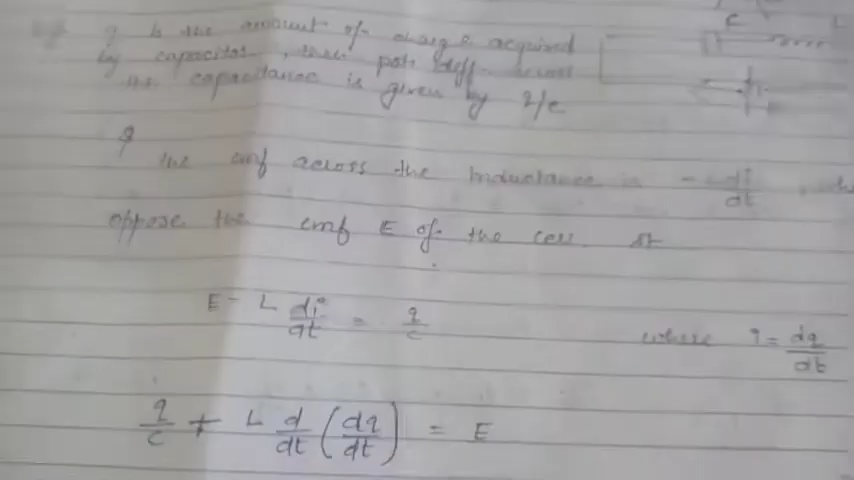 q is the amount of charge acquired
by capacitor, then pot. diff. across
the capacitance is given by q/c
C L
&
the emf across the inductance is - L di/dt
oppose the emf E of the cell.
E - L di/dt = q/c where i = dq/dt
q/c + L d/dt (dq/dt) = E